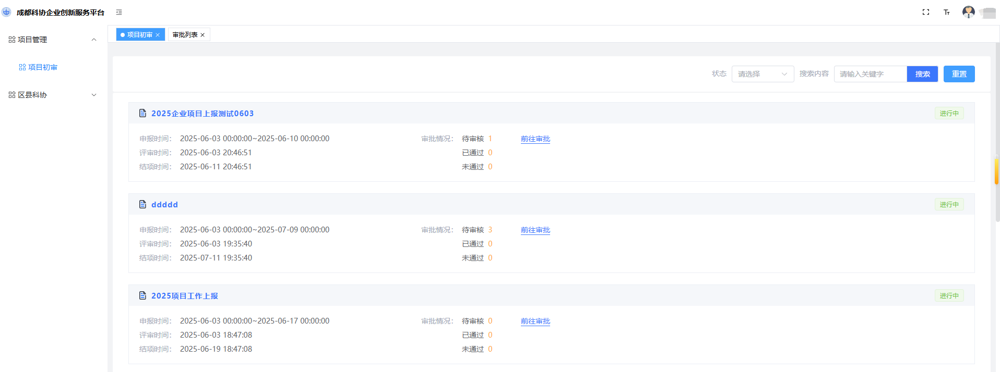 成都科协企业创新服务平台
项目管理
项目初审
区县科协
项目初审
审批列表
状态 请选择 搜索内容 请输入关键字 搜索 重置
2025企业项目上报测试0603 进行中
申报时间: 2025-06-03 00:00:00~2025-06-10 00:00:00 审批情况: 待审核 1 前往审批
评审时间: 2025-06-03 20:46:51 已通过 0
结项时间: 2025-06-11 20:46:51 未通过 0
ddddd 进行中
申报时间: 2025-06-03 00:00:00~2025-07-09 00:00:00 审批情况: 待审核 3 前往审批
评审时间: 2025-06-03 19:35:40 已通过 0
结项时间: 2025-07-11 19:35:40 未通过 0
2025项目工作上报 进行中
申报时间: 2025-06-03 00:00:00~2025-06-17 00:00:00 审批情况: 待审核 0 前往审批
评审时间: 2025-06-03 18:47:08 已通过 0
结项时间: 2025-06-19 18:47:08 未通过 0